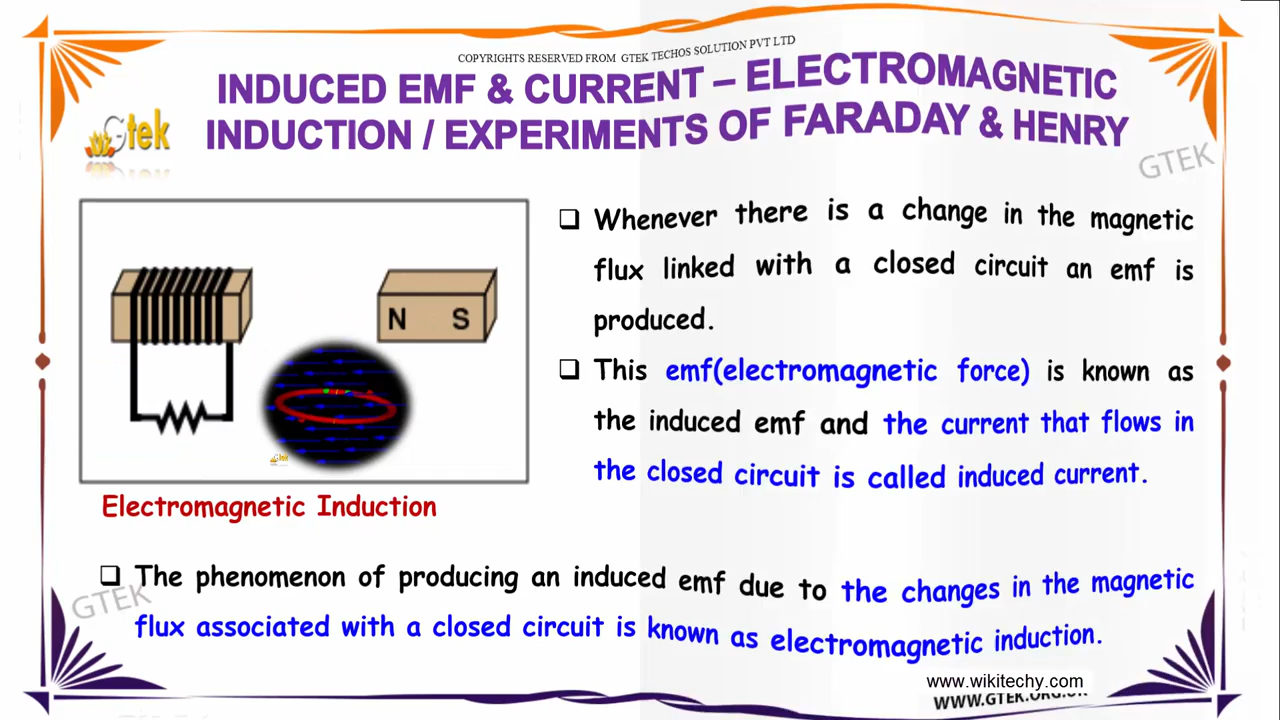 COPYRIGHTS RESERVED FROM GTEK TECHOS SOLUTION PVT LTD
INDUCED EMF & CURRENT – ELECTROMAGNETIC
INDUCTION / EXPERIMENTS OF FARADAY & HENRY
Gtek
GTEK
N S
Gtek
Electromagnetic Induction
❑ Whenever there is a change in the magnetic
flux linked with a closed circuit an emf is
produced.
❑ This emf(electromagnetic force) is known as
the induced emf and the current that flows in
the closed circuit is called induced current.
❑ The phenomenon of producing an induced emf due to the changes in the magnetic
flux associated with a closed circuit is known as electromagnetic induction.
GTEK
www.wikitechy.com
WWW.GTEK.ORG.UK